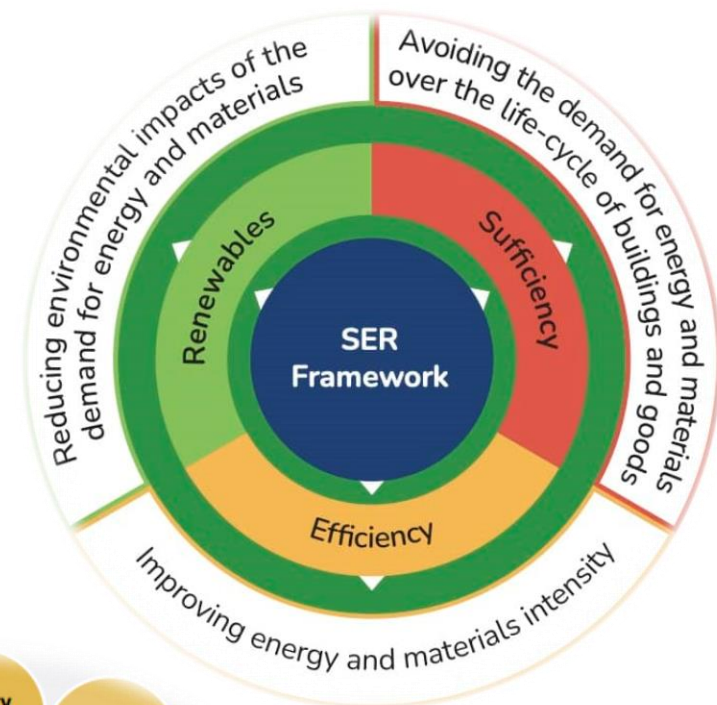 SER
Framework
Sufficiency
Avoiding the demand for energy and materials
over the life-cycle of buildings and goods
Efficiency
Improving energy and materials intensity
Renewables
Reducing environmental impacts of the
demand for energy and materials